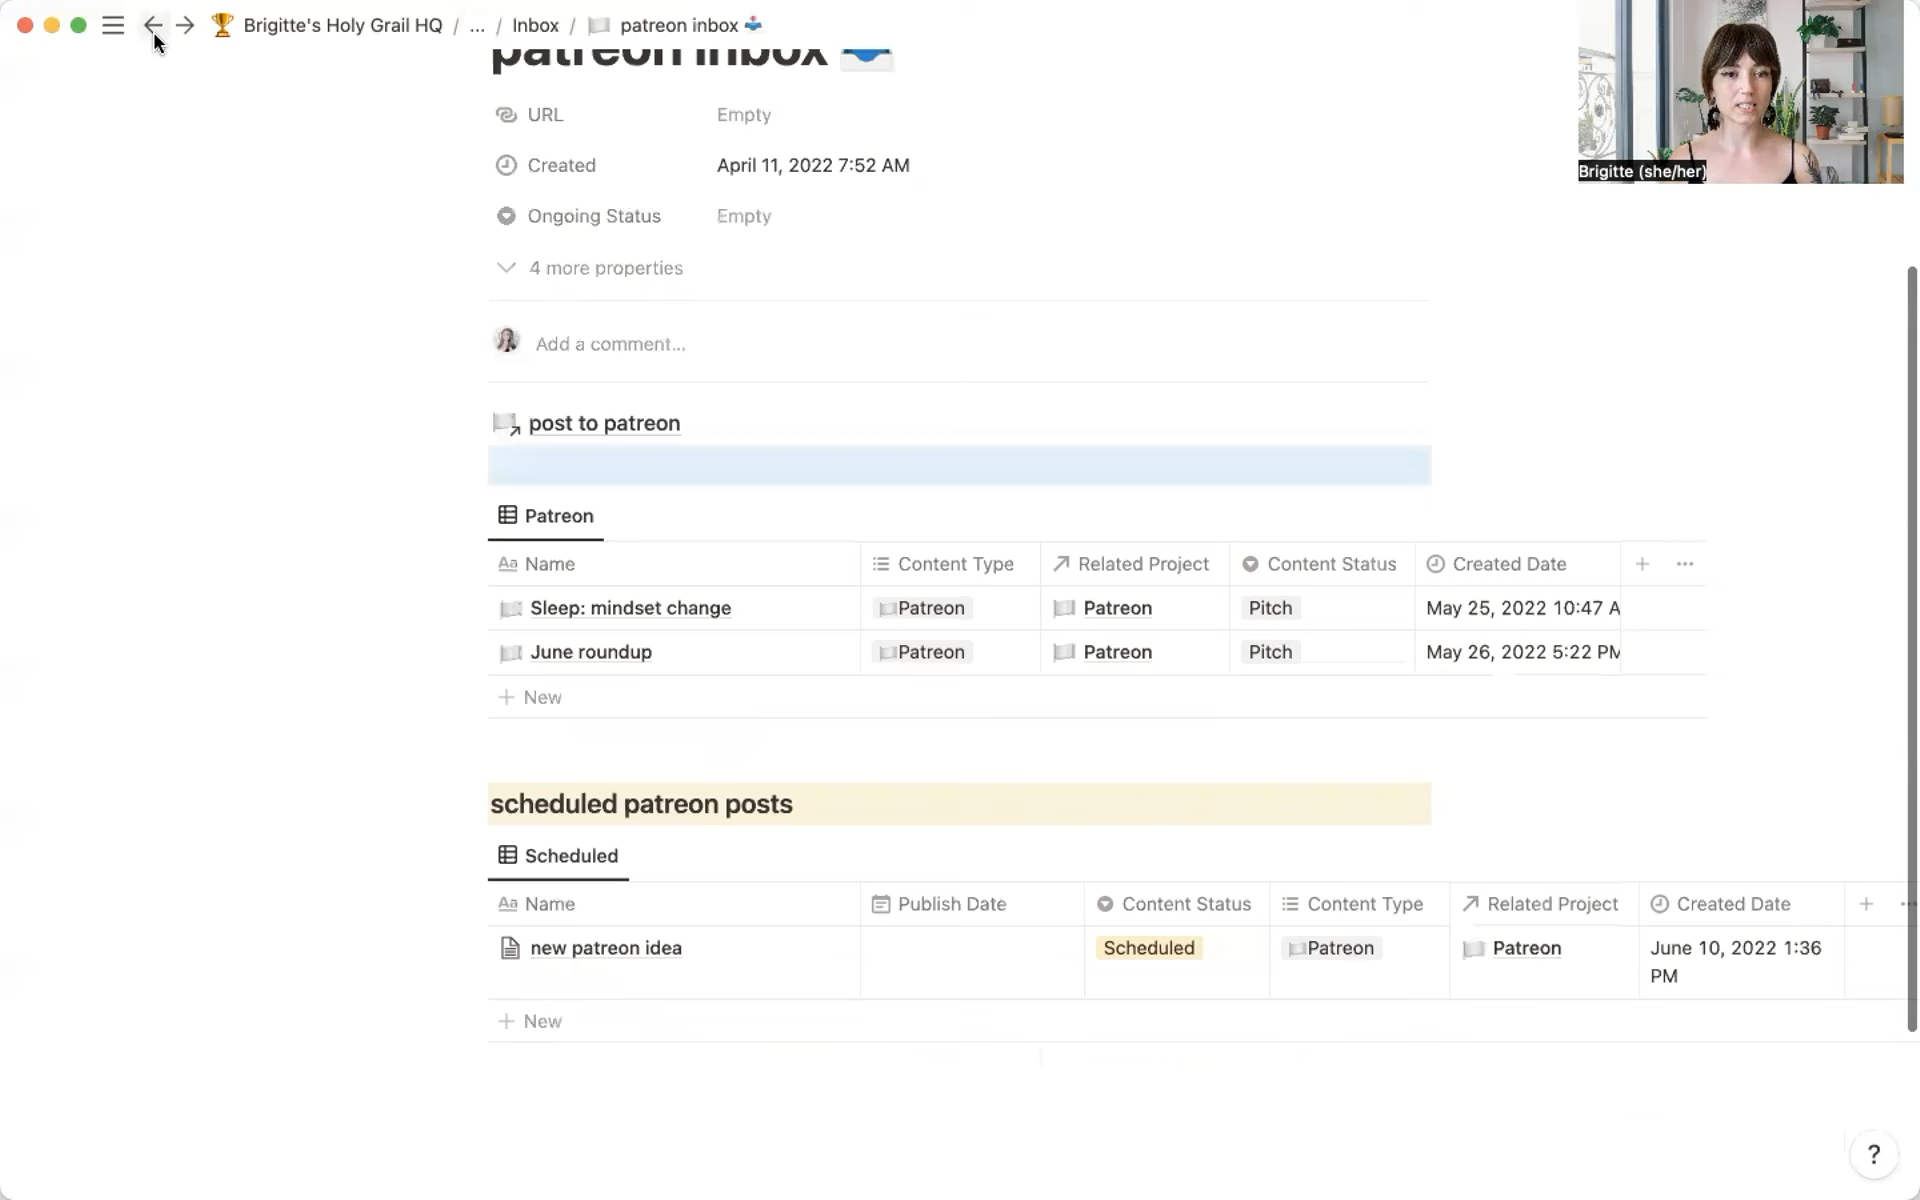 Brigitte's Holy Grail HQ / ... / Inbox / patreon inbox
patreon inbox
Brigitte (she/her)
URL Empty
Created April 11, 2022 7:52 AM
Ongoing Status Empty
4 more properties
Add a comment...
post to patreon
Patreon
Aa Name Content Type Related Project Content Status Created Date
Sleep: mindset change Patreon Patreon Pitch May 25, 2022 10:47 A
June roundup Patreon Patreon Pitch May 26, 2022 5:22 PM
+ New
scheduled patreon posts
Scheduled
Aa Name Publish Date Content Status Content Type Related Project Created Date
new patreon idea Scheduled Patreon Patreon June 10, 2022 1:36
PM
+ New
?